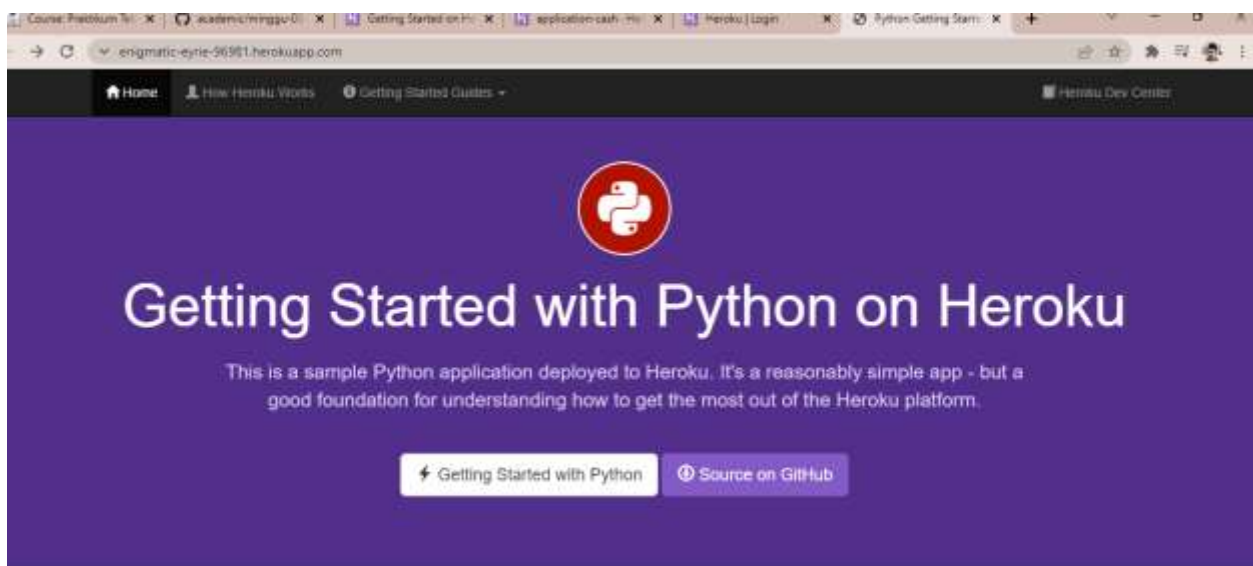 Course: Praktikum Te
academic/minggu-0
Getting Started on H
application-cash · He
Heroku | Login
Python Getting Start
enigmatic-eyrie-96981.herokuapp.com
Home How Heroku Works Getting Started Guides Heroku Dev Center
Getting Started with Python on Heroku
This is a sample Python application deployed to Heroku. It's a reasonably simple app - but a
good foundation for understanding how to get the most out of the Heroku platform.
Getting Started with Python Source on GitHub